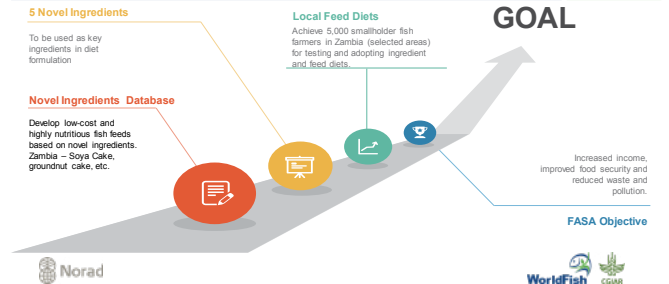 5 Novel Ingredients
To be used as key
ingredients in diet
formulation
Local Feed Diets
Achieve 5,000 smallholder fish
farmers in Zambia (selected areas)
for testing and adopting ingredient
and feed diets.
GOAL
Novel Ingredients Database
Develop low-cost and
highly nutritious fish feeds
based on novel ingredients.
Zambia – Soya Cake,
groundnut cake, etc.
Increased income,
improved food security and
reduced waste and
pollution.
FASA Objective
Norad
WorldFish
CGIAR